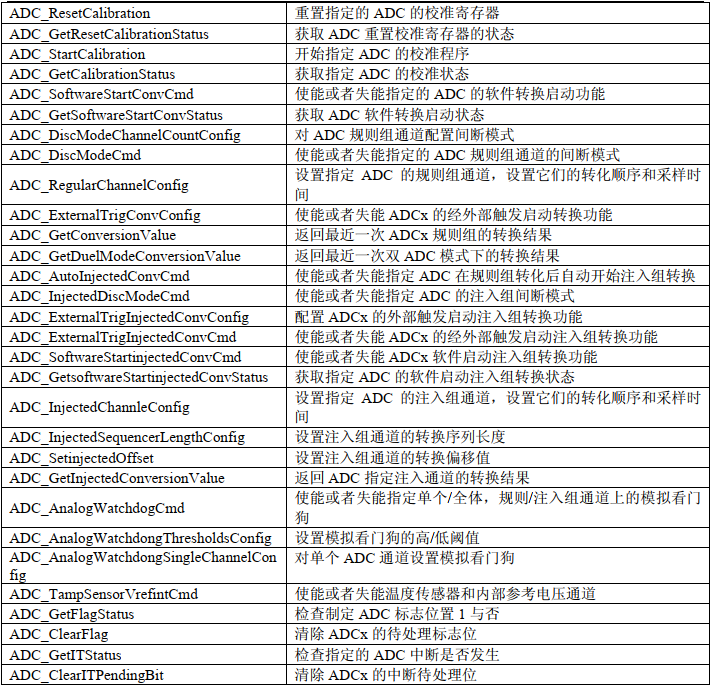 ADC_ResetCalibration 重置指定的 ADC 的校准寄存器
ADC_GetResetCalibrationStatus 获取 ADC 重置校准寄存器的状态
ADC_StartCalibration 开始指定 ADC 的校准程序
ADC_GetCalibrationStatus 获取指定 ADC 的校准状态
ADC_SoftwareStartConvCmd 使能或者失能指定的 ADC 的软件转换启动功能
ADC_GetSoftwareStartConvStatus 获取 ADC 软件转换启动状态
ADC_DiscModeChannelCountConfig 对 ADC 规则组通道配置间断模式
ADC_DiscModeCmd 使能或者失能指定的 ADC 规则组通道的间断模式
ADC_RegularChannelConfig 设置指定 ADC 的规则组通道，设置它们的转化顺序和采样时
间
ADC_ExternalTrigConvConfig 使能或者失能 ADCx 的经外部触发启动转换功能
ADC_GetConversionValue 返回最近一次 ADCx 规则组的转换结果
ADC_GetDuelModeConversionValue 返回最近一次双 ADC 模式下的转换结果
ADC_AutoInjectedConvCmd 使能或者失能指定 ADC 在规则组转化后自动开始注入组转换
ADC_InjectedDiscModeCmd 使能或者失能指定 ADC 的注入组间断模式
ADC_ExternalTrigInjectedConvConfig 配置 ADCx 的外部触发启动注入组转换功能
ADC_ExternalTrigInjectedConvCmd 使能或者失能 ADCx 的经外部触发启动注入组转换功能
ADC_SoftwareStartinjectedConvCmd 使能或者失能 ADCx 软件启动注入组转换功能
ADC_GetsoftwareStartinjectedConvStatus 获取指定 ADC 的软件启动注入组转换状态
ADC_InjectedChannleConfig 设置指定 ADC 的注入组通道，设置它们的转化顺序和采样时
间
ADC_InjectedSequencerLengthConfig 设置注入组通道的转换序列长度
ADC_SetinjectedOffset 设置注入组通道的转换偏移值
ADC_GetInjectedConversionValue 返回 ADC 指定注入通道的转换结果
ADC_AnalogWatchdogCmd 使能或者失能指定单个/全体，规则/注入组通道上的模拟看门
狗
ADC_AnalogWatchdongThresholdsConfig 设置模拟看门狗的高/低阈值
ADC_AnalogWatchdongSingleChannelCon 对单个 ADC 通道设置模拟看门狗
fig
ADC_TampSensorVrefintCmd 使能或者失能温度传感器和内部参考电压通道
ADC_GetFlagStatus 检查制定 ADC 标志位置 1 与否
ADC_ClearFlag 清除 ADCx 的待处理标志位
ADC_GetITStatus 检查指定的 ADC 中断是否发生
ADC_ClearITPendingBit 清除 ADCx 的中断待处理位